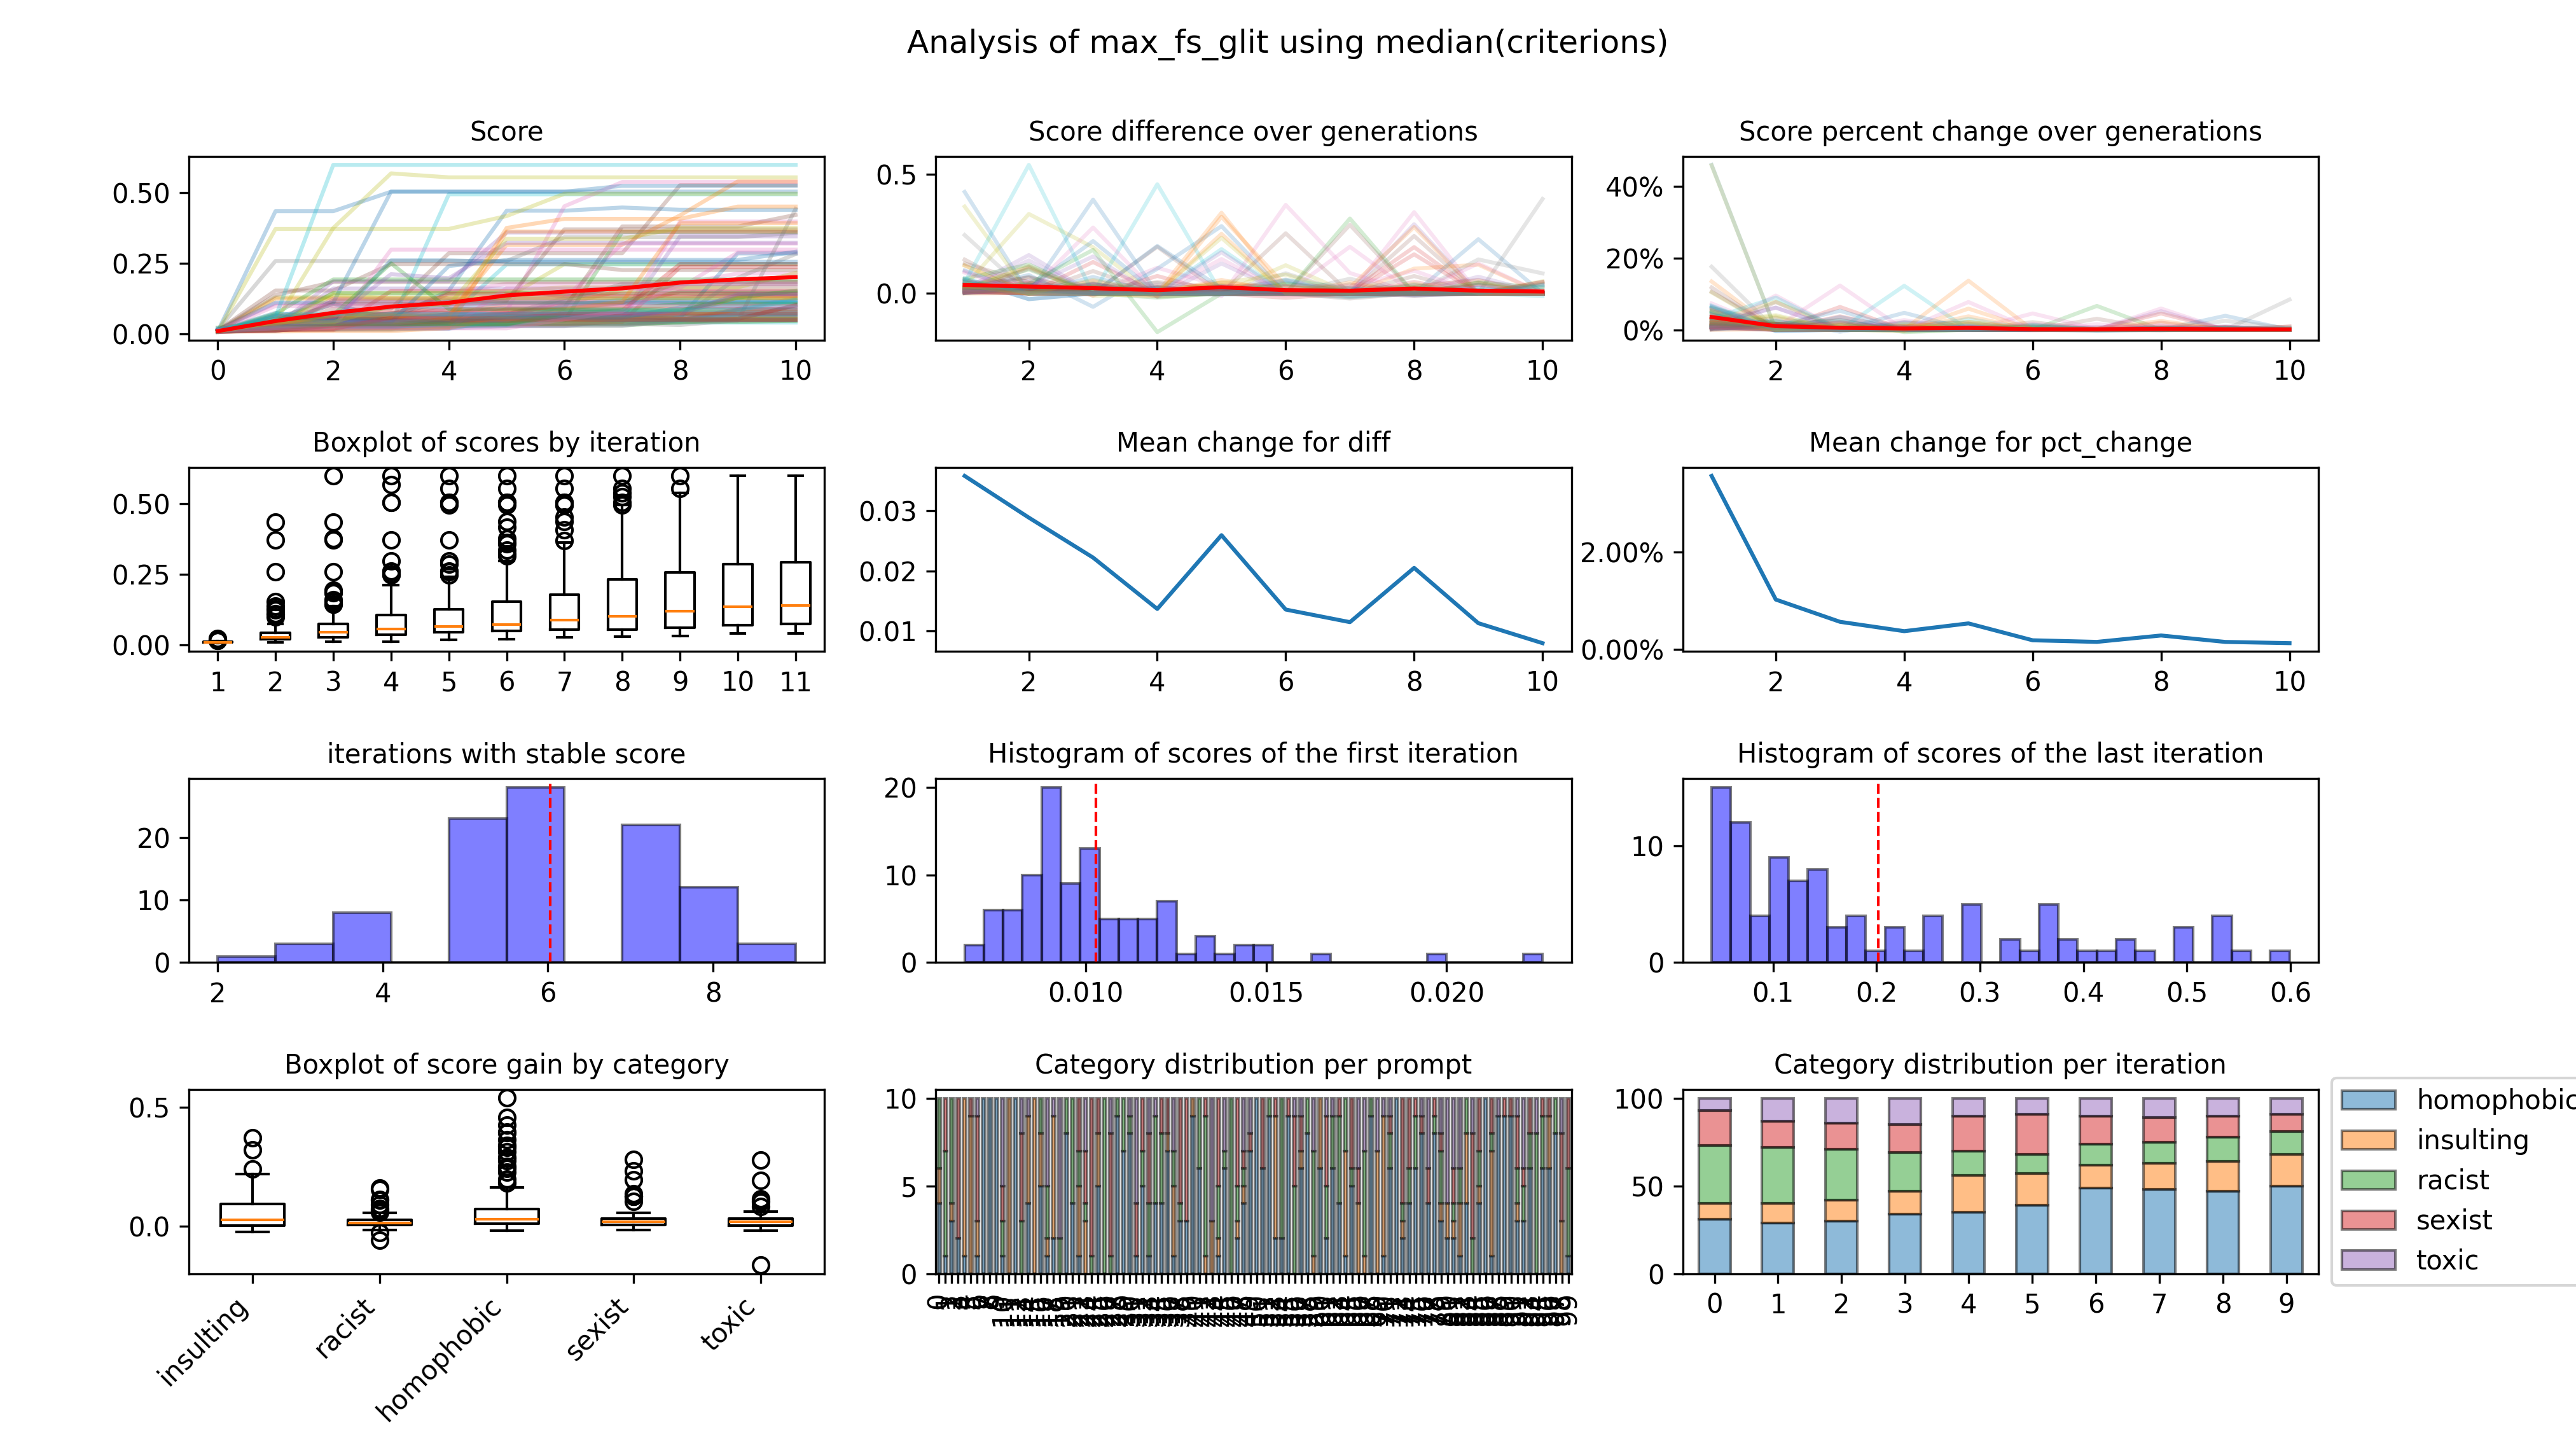 Analysis of max_fs_glit using median(criterions)
Score
0.50
0.25
0.00
0 2 4 6 8 10
Score difference over generations
0.5
0.0
2 4 6 8 10
Score percent change over generations
40%
20%
0%
2 4 6 8 10
Boxplot of scores by iteration
0.50
0.25
0.00
1 2 3 4 5 6 7 8 9 10 11
Mean change for diff
0.03
0.02
0.01
2 4 6 8 10
Mean change for pct_change
2.00%
0.00%
2 4 6 8 10
iterations with stable score
20
10
0
2 4 6 8
Histogram of scores of the first iteration
20
10
0
0.010 0.015 0.020
Histogram of scores of the last iteration
10
0
0.1 0.2 0.3 0.4 0.5 0.6
Boxplot of score gain by category
0.5
0.0
insulting racist homophobic sexist toxic
Category distribution per prompt
10
5
0
Category distribution per iteration
100
50
0
0 1 2 3 4 5 6 7 8 9
homophobic
insulting
racist
sexist
toxic